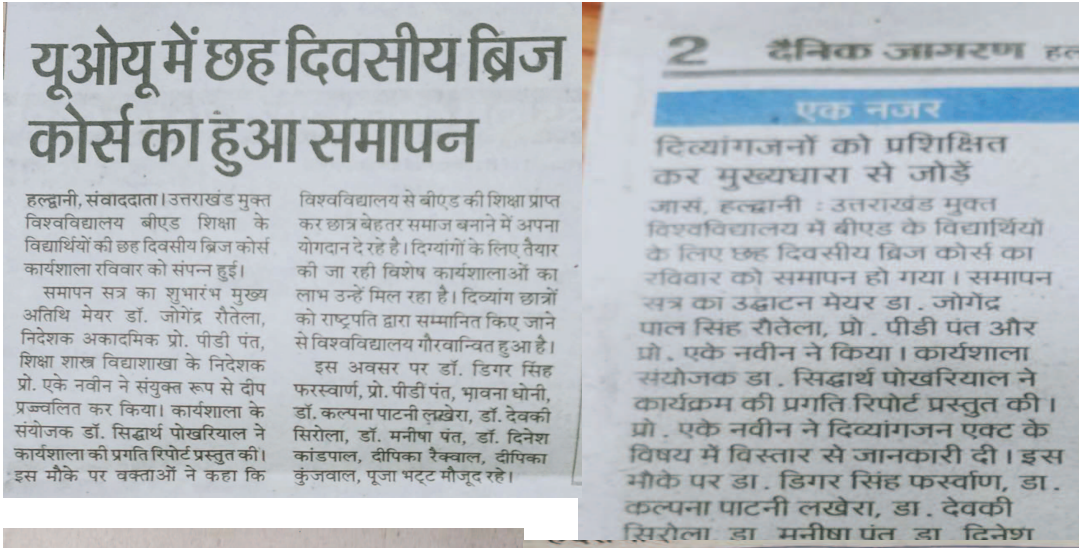 यूओयू में छह दिवसीय ब्रिज
कोर्स का हुआ समापन
हल्द्वानी, संवाददाता। उत्तराखंड मुक्त
विश्वविद्यालय बीएड शिक्षा के
विद्यार्थियों की छह दिवसीय ब्रिज कोर्स
कार्यशाला रविवार को संपन्न हुई।
समापन सत्र का शुभारंभ मुख्य
अतिथि मेयर डॉ. जोगेंद्र रौतेला,
निदेशक अकादमिक प्रो. पीडी पंत,
शिक्षा शास्त्र विद्याशाखा के निदेशक
प्रो. एके नवीन ने संयुक्त रूप से दीप
प्रज्ज्वलित कर किया। कार्यशाला के
संयोजक डॉ. सिद्धार्थ पोखरियाल ने
कार्यशाला की प्रगति रिपोर्ट प्रस्तुत की।
इस मौके पर वक्ताओं ने कहा कि
विश्वविद्यालय से बीएड की शिक्षा प्राप्त
कर छात्र बेहतर समाज बनाने में अपना
योगदान दे रहे है। दिग्यांगों के लिए तैयार
की जा रही विशेष कार्यशालाओं का
लाभ उन्हें मिल रहा है। दिव्यांग छात्रों
को राष्ट्रपति द्वारा सम्मानित किए जाने
से विश्वविद्यालय गौरवान्वित हुआ है।
इस अवसर पर डॉ. डिगर सिंह
फरस्वार्ण, प्रो. पीडी पंत, भावना धोनी,
डॉ. कल्पना पाटनी लखेरा, डॉ. देवकी
सिरोला, डॉ. मनीषा पंत, डॉ. दिनेश
कांडपाल, दीपिका रैक्वाल, दीपिका
कुंजवाल, पूजा भट्ट मौजूद रहे।
2 दैनिक जागरण
एक नजर
दिव्यांगजनों को प्रशिक्षित
कर मुख्यधारा से जोड़ें
जासं, हल्द्वानी : उत्तराखंड मुक्त
विश्वविद्यालय में बीएड के विद्यार्थियों
के लिए छह दिवसीय ब्रिज कोर्स का
रविवार को समापन हो गया। समापन
सत्र का उद्घाटन मेयर डा. जोगेंद्र
पाल सिंह रौतेला, प्रो. पीडी पंत और
प्रो. एके नवीन ने किया। कार्यशाला
संयोजक डा. सिद्धार्थ पोखरियाल ने
कार्यक्रम की प्रगति रिपोर्ट प्रस्तुत की।
प्रो. एके नवीन ने दिव्यांगजन एक्ट के
विषय में विस्तार से जानकारी दी। इस
मौके पर डा. डिगर सिंह फर्स्वाण, डा.
कल्पना पाटनी लखेरा, डा. देवकी
सिरोला, डा. मनीषा पंत, डा. दिनेश